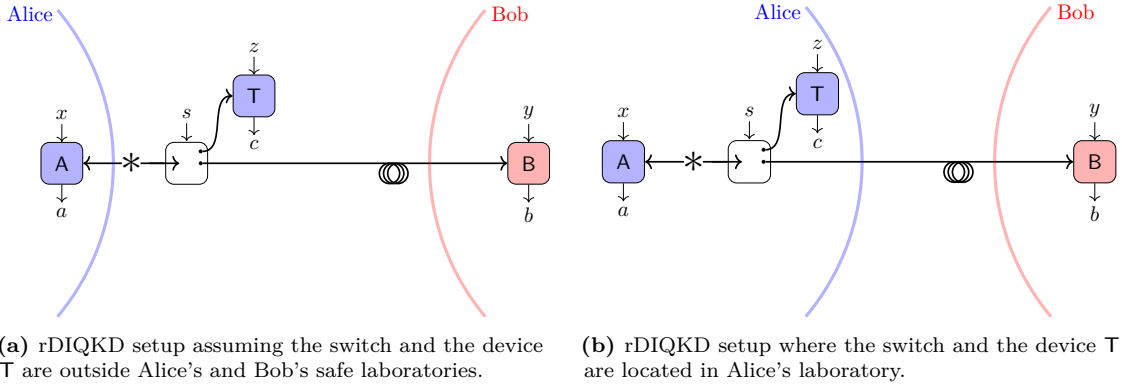 Alice
Bob
z
T
x
s
c
y
A
B
a
b
(a) rDIQKD setup assuming the switch and the device
T are outside Alice's and Bob's safe laboratories.
Alice
Bob
z
T
x
s
c
y
A
B
a
b
(b) rDIQKD setup where the switch and the device T
are located in Alice's laboratory.